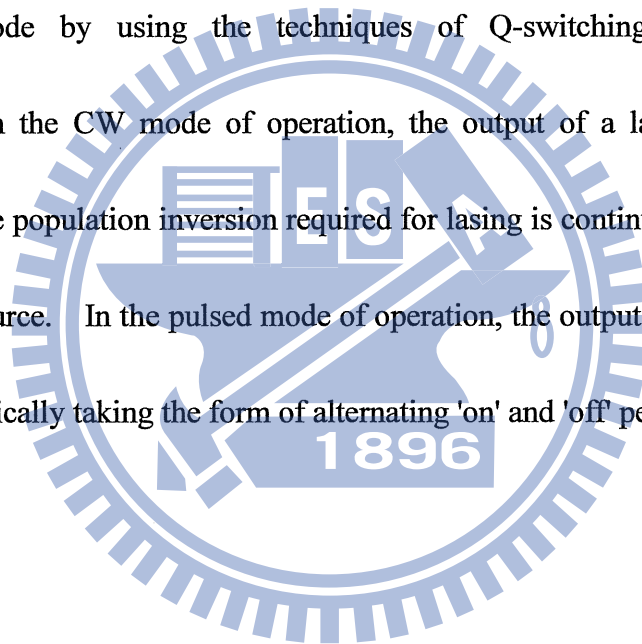 ode by using the techniques of Q-switching
n the CW mode of operation, the output of a la
e population inversion required for lasing is contin
urce. In the pulsed mode of operation, the output
ically taking the form of alternating 'on' and 'off' pe
E S A
1896